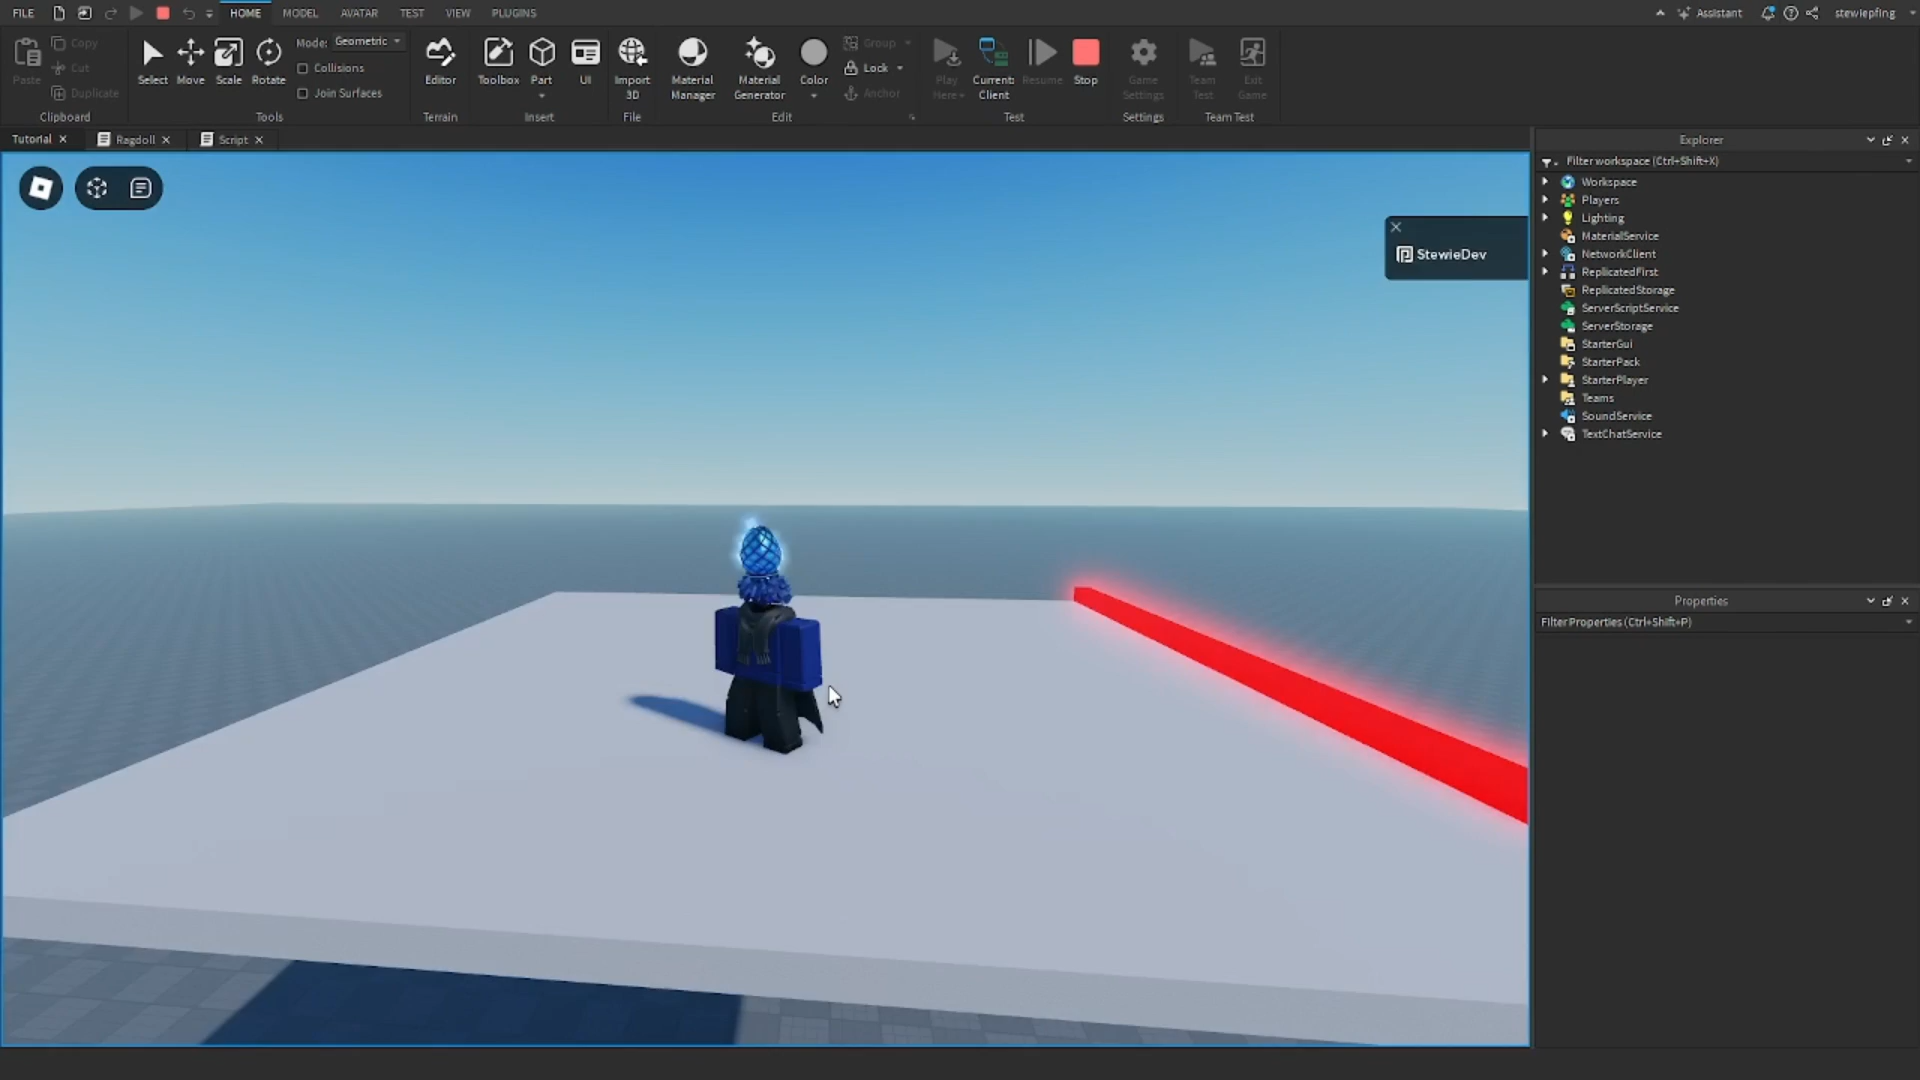 FILE HOME MODEL AVATAR TEST VIEW PLUGINS Assistant stewiepfing
Paste Copy Cut Duplicate
Clipboard
Select Move Scale Rotate
Mode: Geometric
Collisions
Join Surfaces
Tools
Editor
Terrain
Toolbox Part UI
Insert
Import
3D
File
Material
Manager
Material
Generator
Color
Group
Lock
Anchor
Edit
Play
Here
Current:
Client
Resume
Stop
Test
Game
Settings
Settings
Team
Test
Exit
Game
Team Test
Tutorial
Ragdoll
Script
StewieDev
Explorer
Filter workspace (Ctrl+Shift+X)
Workspace
Players
Lighting
MaterialService
NetworkClient
ReplicatedFirst
ReplicatedStorage
ServerScriptService
ServerStorage
StarterGui
StarterPack
StarterPlayer
Teams
SoundService
TextChatService
Properties
Filter Properties (Ctrl+Shift+P)